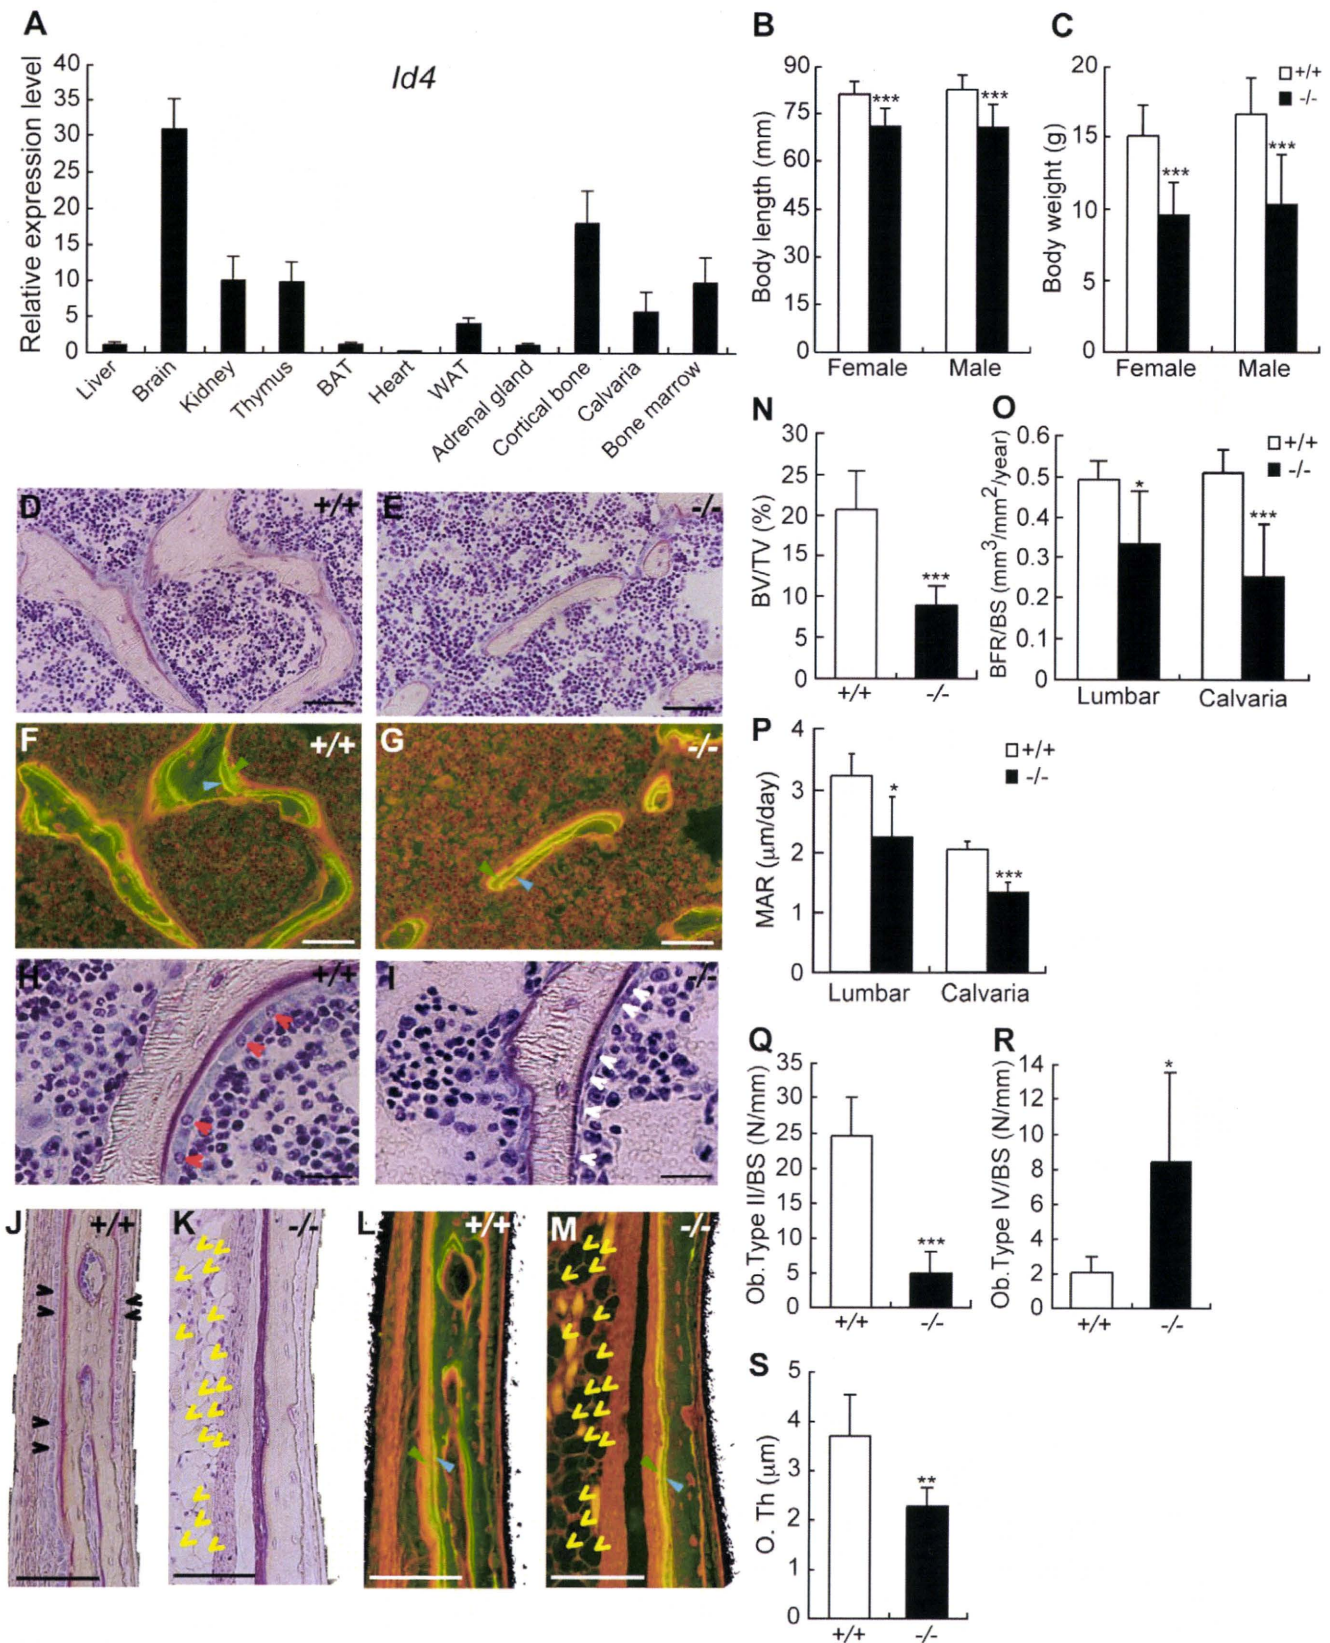 A
Id4
Relative expression level
40
35
30
25
20
15
10
5
0
Liver
Brain
Kidney
Thymus
BAT
Heart
WAT
Adrenal gland
Cortical bone
Calvaria
Bone marrow
B
Body length (mm)
90
75
60
45
30
15
0
***
***
Female Male
C
Body weight (g)
20
15
10
5
0
+/+
-/-
***
***
Female Male
D +/+
E -/-
F +/+
G -/-
H +/+
I -/-
J +/+
K -/-
L +/+
M -/-
N
BV/TV (%)
30
25
20
15
10
5
0
***
+/+ -/-
O
BFR/BS (mm3/mm2/year)
0.6
0.5
0.4
0.3
0.2
0.1
0
+/+
-/-
*
***
Lumbar Calvaria
P
MAR (μm/day)
4
3
2
1
0
+/+
-/-
*
***
Lumbar Calvaria
Q
Ob.Type II/BS (N/mm)
35
30
25
20
15
10
5
0
***
+/+ -/-
R
Ob.Type IV/BS (N/mm)
14
12
10
8
6
4
2
0
*
+/+ -/-
S
O. Th (μm)
5
4
3
2
1
0
**
+/+ -/-